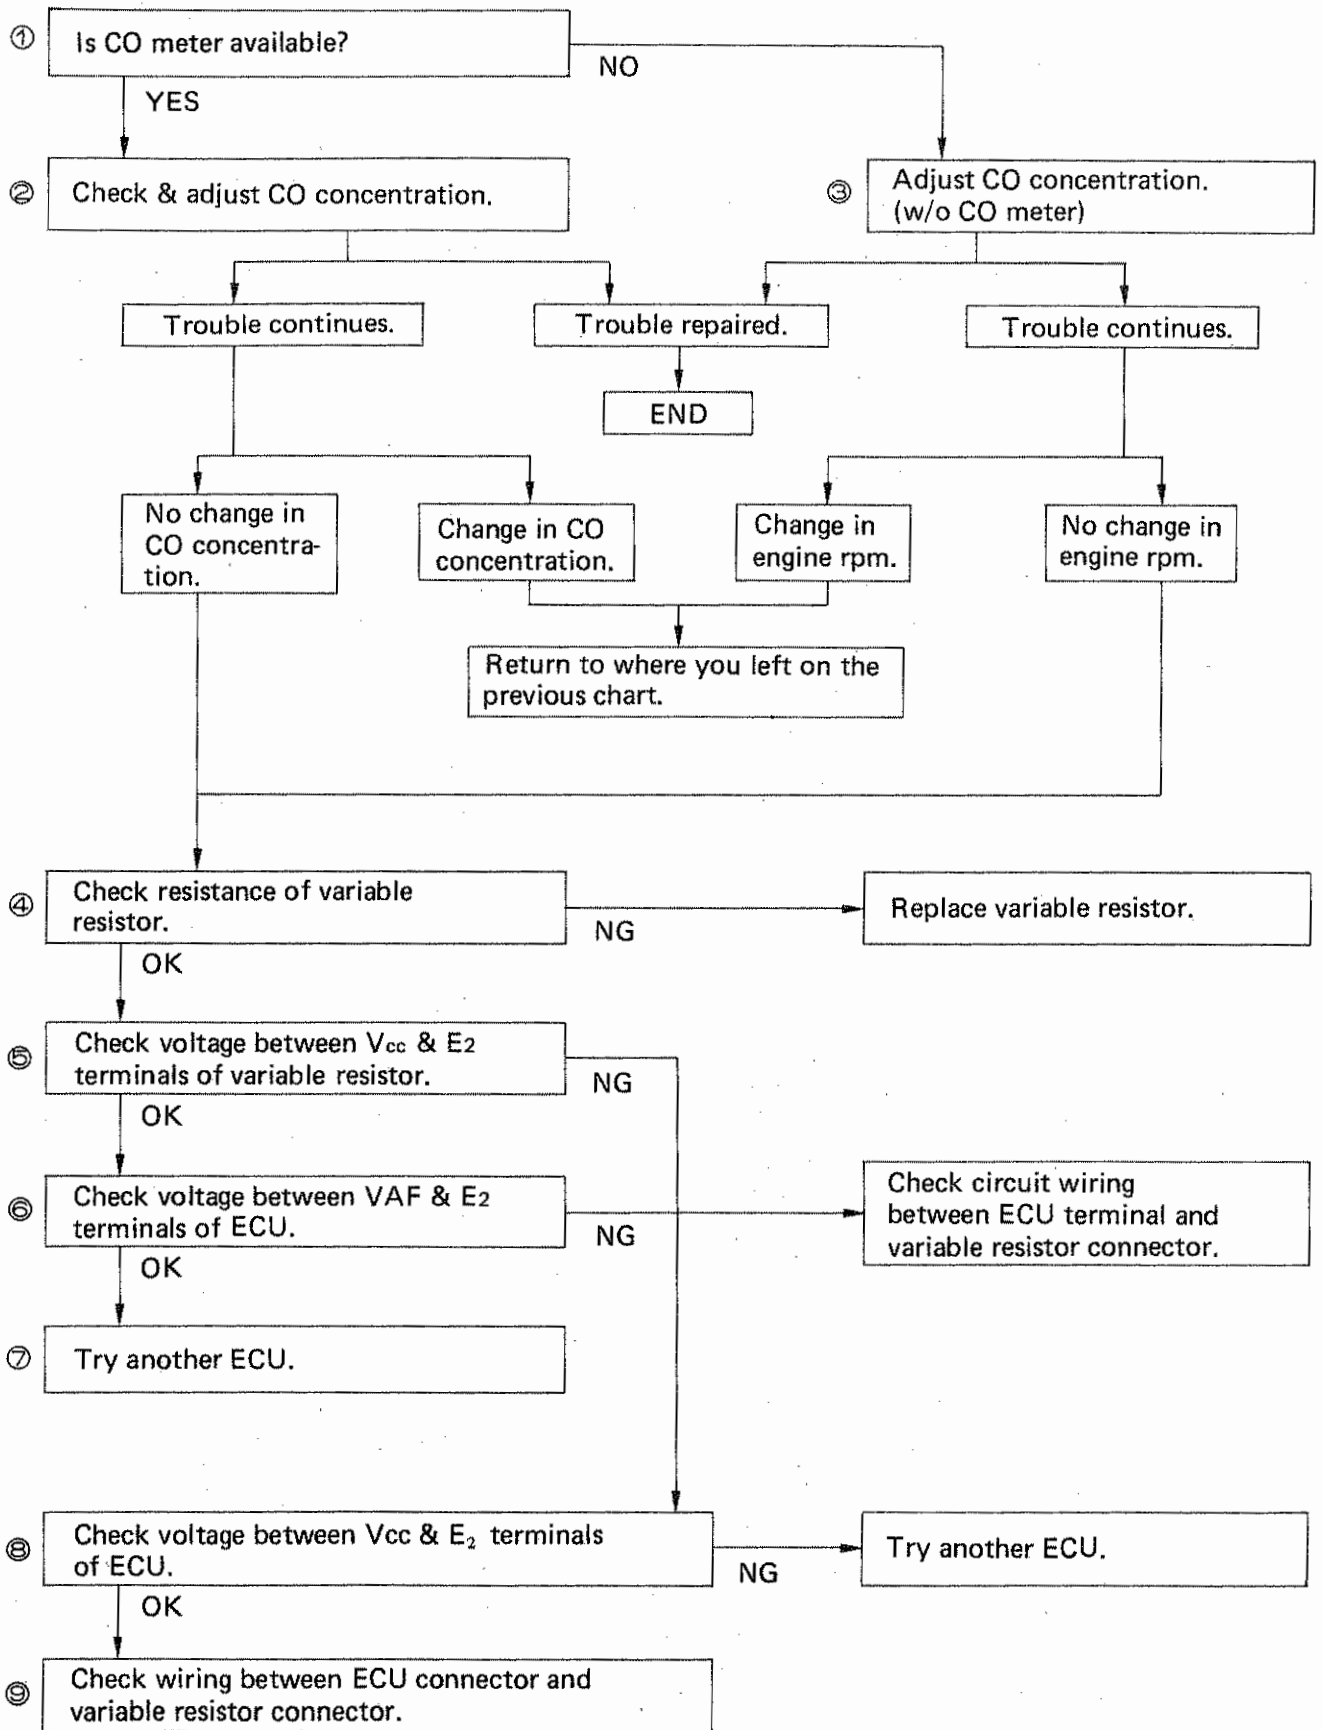 ① Is CO meter available?
NO
YES
② Check & adjust CO concentration.
③ Adjust CO concentration.
(w/o CO meter)
Trouble continues.
Trouble repaired.
Trouble continues.
END
No change in
CO concentra-
tion.
Change in CO
concentration.
Change in
engine rpm.
No change in
engine rpm.
Return to where you left on the
previous chart.
④ Check resistance of variable
resistor.
NG
Replace variable resistor.
OK
⑤ Check voltage between Vcc & E2
terminals of variable resistor.
NG
OK
⑥ Check voltage between VAF & E2
terminals of ECU.
NG
Check circuit wiring
between ECU terminal and
variable resistor connector.
OK
⑦ Try another ECU.
⑧ Check voltage between Vcc & E₂ terminals
of ECU.
NG
Try another ECU.
OK
⑨ Check wiring between ECU connector and
variable resistor connector.